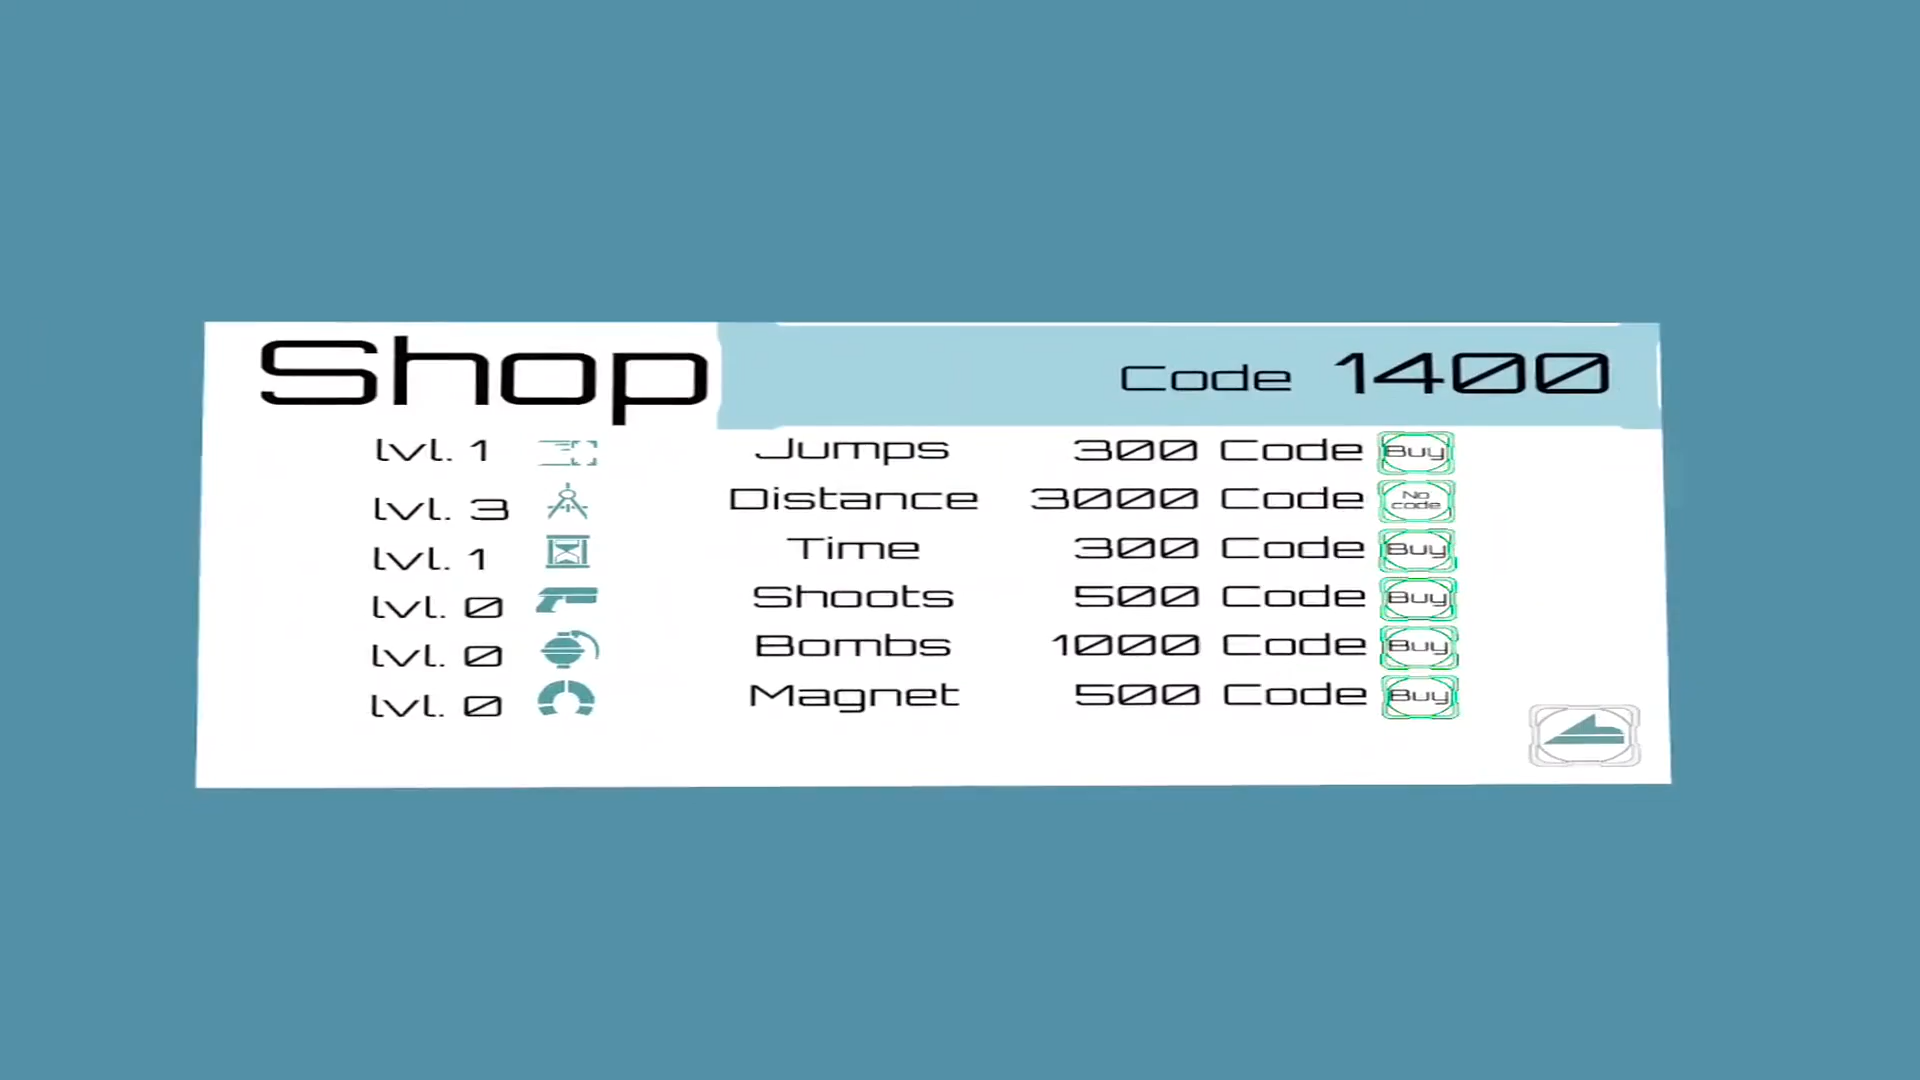 Shop Code 1400
lvl. 1 Jumps 300 Code Buy
lvl. 3 Distance 3000 Code No code
lvl. 1 Time 300 Code Buy
lvl. 0 Shoots 500 Code Buy
lvl. 0 Bombs 1000 Code Buy
lvl. 0 Magnet 500 Code Buy